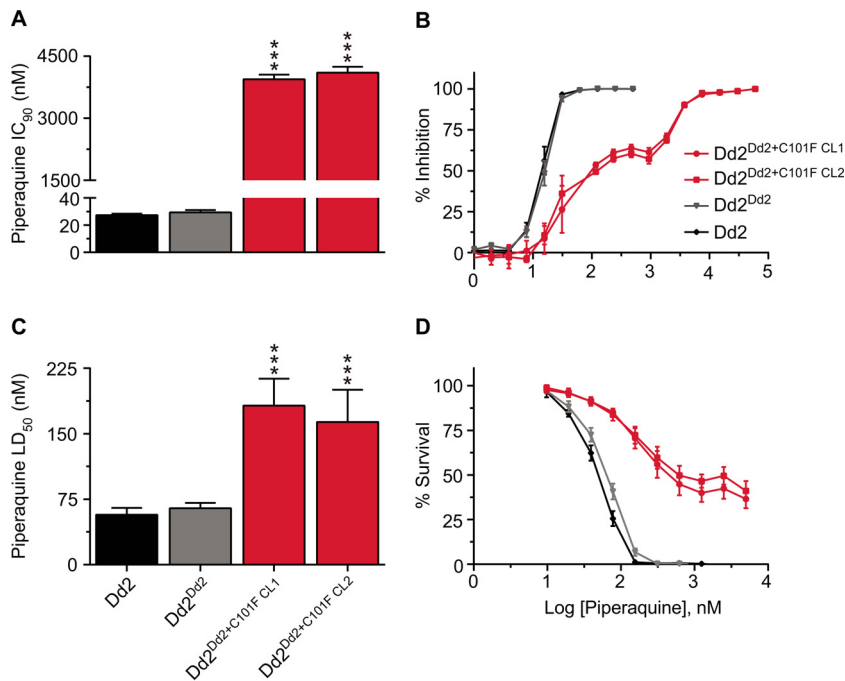 A
Piperaquine IC90 (nM)
4500
3000
1500
40
20
0
***
***
B
% Inhibition
100
75
50
25
0
0 1 2 3 4 5
Dd2Dd2+C101F CL1
Dd2Dd2+C101F CL2
Dd2Dd2
Dd2
C
Piperaquine LD50 (nM)
225
150
75
0
***
***
Dd2
Dd2Dd2
Dd2Dd2+C101F CL1
Dd2Dd2+C101F CL2
D
% Survival
100
75
50
25
0
0 1 2 3 4
Log [Piperaquine], nM